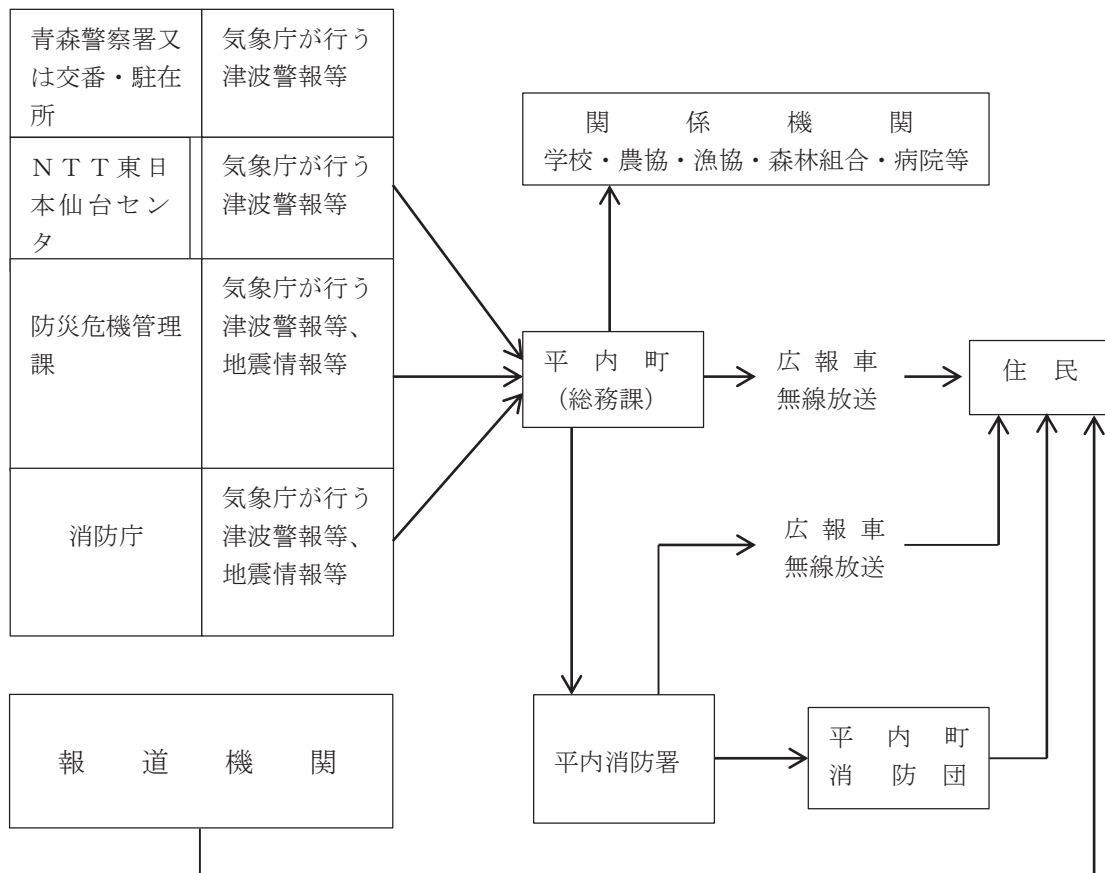 青森警察署又
は交番・駐在
所
気象庁が行う
津波警報等
ＮＴＴ東日
本仙台セン
タ
気象庁が行う
津波警報等
防災危機管理
課
気象庁が行う
津波警報等、
地震情報等
消防庁
気象庁が行う
津波警報等、
地震情報等
関係機関
学校・農協・漁協・森林組合・病院等
平内町
（総務課）
広報車
無線放送
住民
広報車
無線放送
報道機関
平内消防署
平内町
消防団